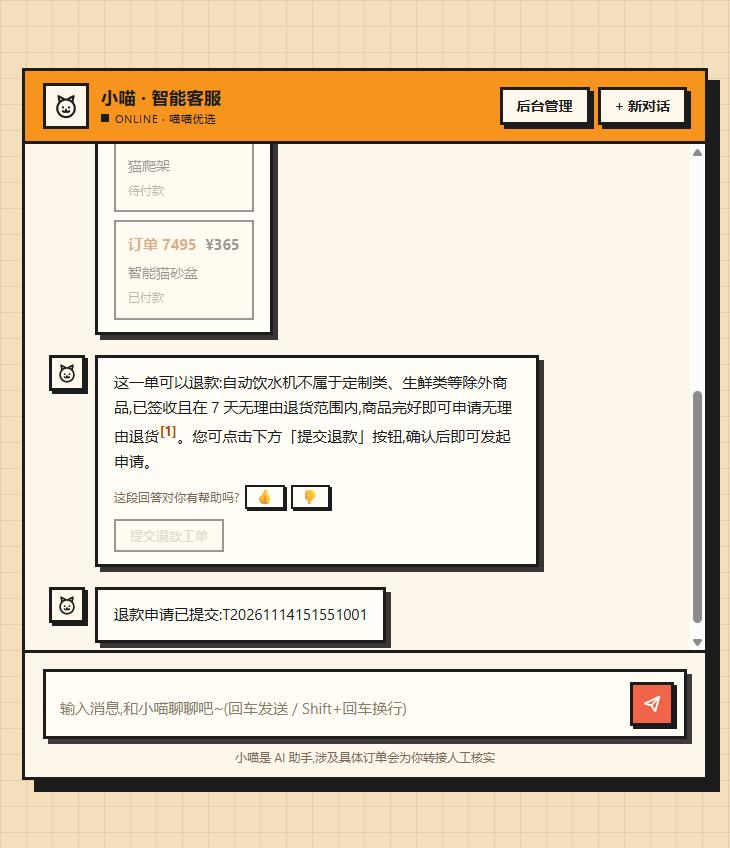 小喵 · 智能客服
ONLINE · 喵喵优选
后台管理
+ 新对话
猫爬架
待付款
订单 7495 ¥365
智能猫砂盆
已付款
这一单可以退款:自动饮水机不属于定制类、生鲜类等除外商
品,已签收且在 7 天无理由退货范围内,商品完好即可申请无理
由退货[1]。您可点击下方「提交退款」按钮,确认后即可发起
申请。
这段回答对你有帮助吗?
提交退款工单
退款申请已提交:T20261114151551001
输入消息,和小喵聊聊吧~(回车发送 / Shift+回车换行)
小喵是 AI 助手,涉及具体订单会为你转接人工核实